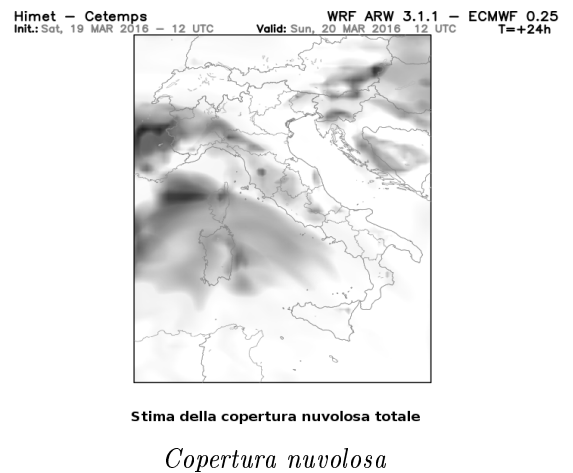 Himet – Cetemps WRF ARW 3.1.1 – ECMWF 0.25
Init.: Sat, 19 MAR 2016 – 12 UTC Valid: Sun, 20 MAR 2016 12 UTC T=+24h
Stima della copertura nuvolosa totale
Copertura nuvolosa